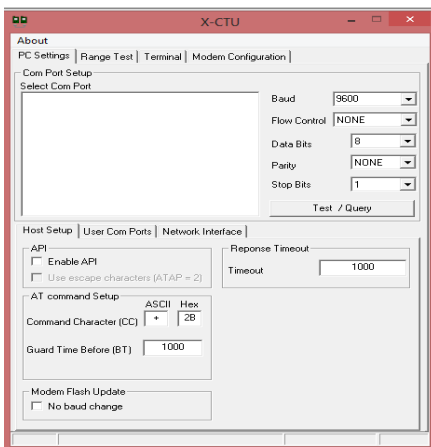 X-CTU
About
PC Settings Range Test Terminal Modem Configuration
Com Port Setup
Select Com Port
Baud 9600
Flow Control NONE
Data Bits 8
Parity NONE
Stop Bits 1
Test / Query
Host Setup User Com Ports Network Interface
API
Enable API
Use escape characters (ATAP = 2)
Reponse Timeout
Timeout 1000
AT command Setup
ASCII Hex
Command Character (CC) + 2B
Guard Time Before (BT) 1000
Modem Flash Update
No baud change